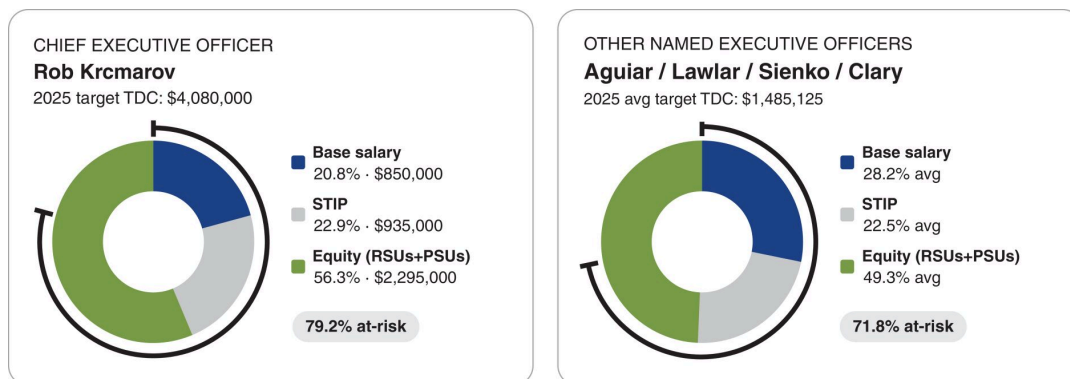 CHIEF EXECUTIVE OFFICER
Rob Krcmarov
2025 target TDC: $4,080,000
Base salary
20.8% · $850,000
STIP
22.9% · $935,000
Equity (RSUs+PSUs)
56.3% · $2,295,000
79.2% at-risk
OTHER NAMED EXECUTIVE OFFICERS
Aguiar / Lawlar / Sienko / Clary
2025 avg target TDC: $1,485,125
Base salary
28.2% avg
STIP
22.5% avg
Equity (RSUs+PSUs)
49.3% avg
71.8% at-risk